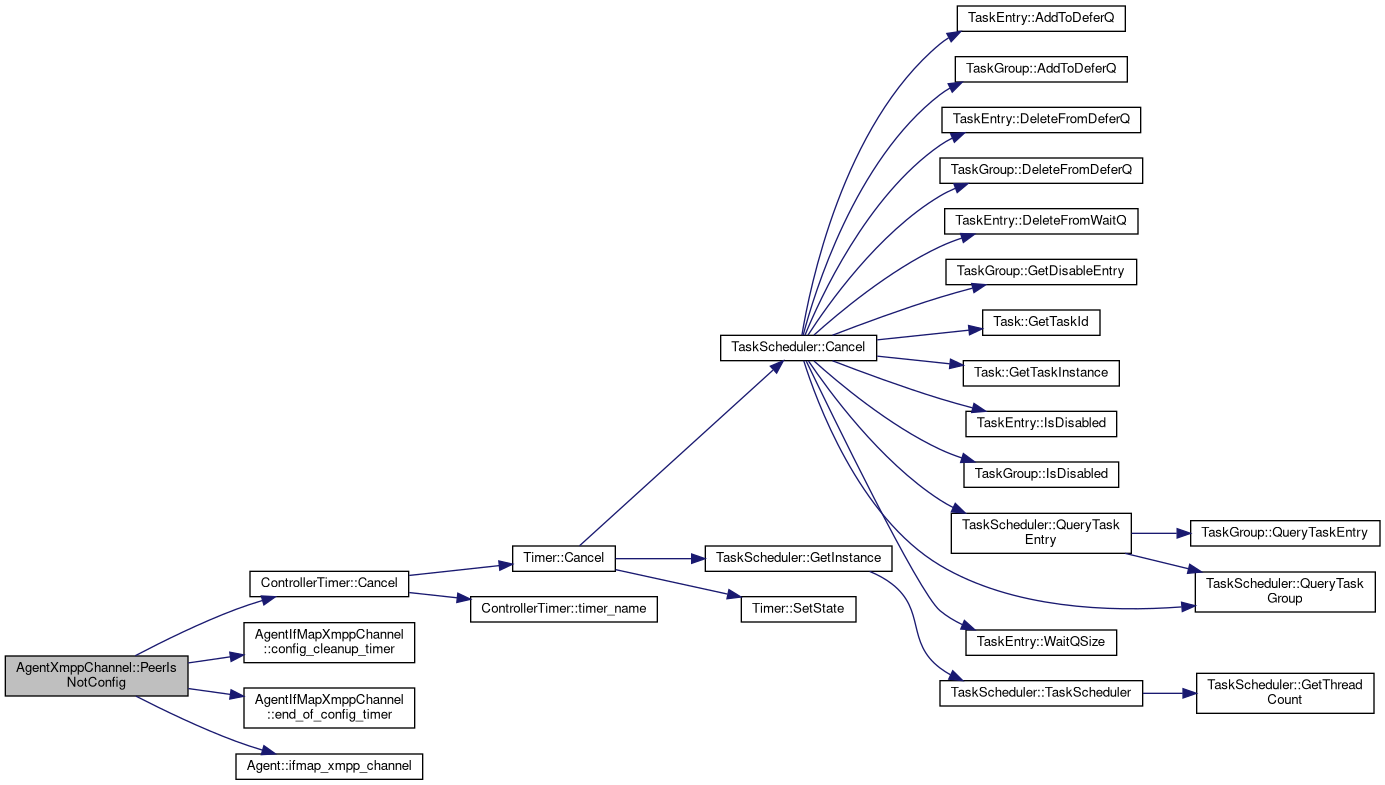 TaskEntry::AddToDeferQ
TaskGroup::AddToDeferQ
TaskEntry::DeleteFromDeferQ
TaskGroup::DeleteFromDeferQ
TaskEntry::DeleteFromWaitQ
TaskGroup::GetDisableEntry
Task::GetTaskId
TaskScheduler::Cancel
Task::GetTaskInstance
TaskEntry::IsDisabled
TaskGroup::IsDisabled
TaskScheduler::QueryTask
Entry
TaskGroup::QueryTaskEntry
Timer::Cancel
TaskScheduler::GetInstance
ControllerTimer::Cancel
TaskScheduler::QueryTask
Group
ControllerTimer::timer_name
Timer::SetState
AgentIfMapXmppChannel
::config_cleanup_timer
TaskEntry::WaitQSize
AgentXmppChannel::PeerIs
NotConfig
TaskScheduler::TaskScheduler
TaskScheduler::GetThread
Count
AgentIfMapXmppChannel
::end_of_config_timer
Agent::ifmap_xmpp_channel